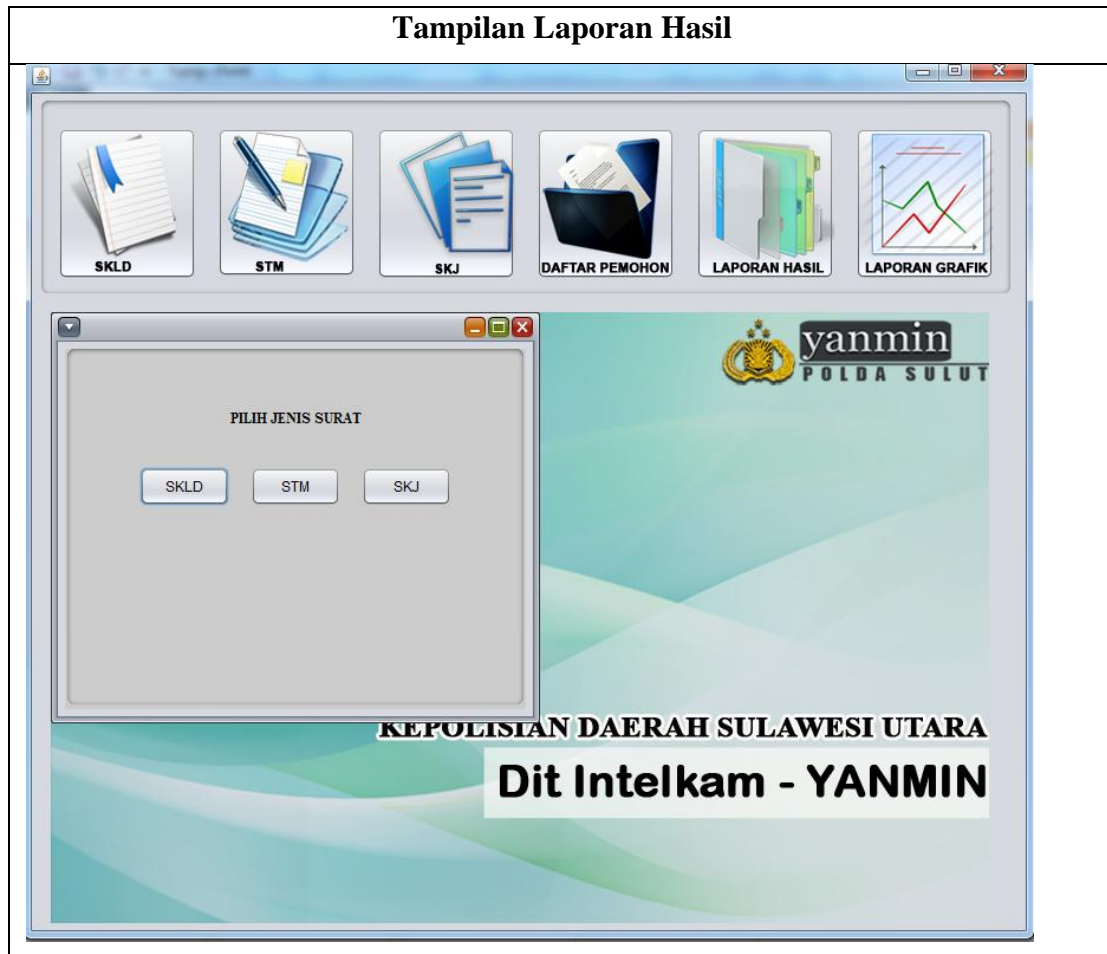 Tampilan Laporan Hasil
SKLD
STM
SKJ
DAFTAR PEMOHON
LAPORAN HASIL
LAPORAN GRAFIK
yanmin
POLDA SULUT
PILIH JENIS SURAT
SKLD
STM
SKJ
KEPOLISIAN DAERAH SULAWESI UTARA
Dit Intelkam - YANMIN